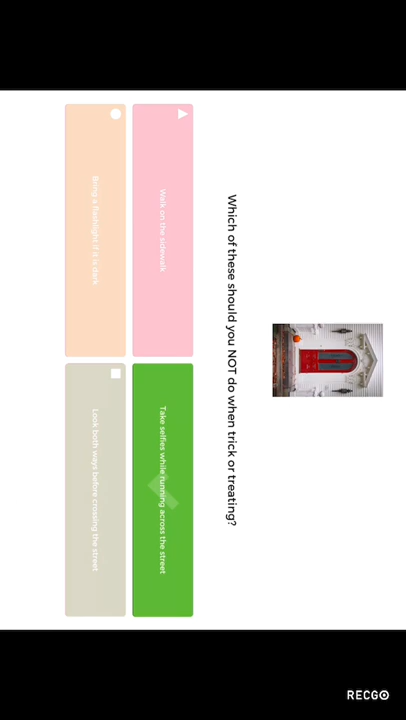 Which of these should you NOT do when trick or treating?
Walk on the sidewalk
Take selfies while running across the street
Bring a flashlight if it is dark
Look both ways before crossing the street
RECGO